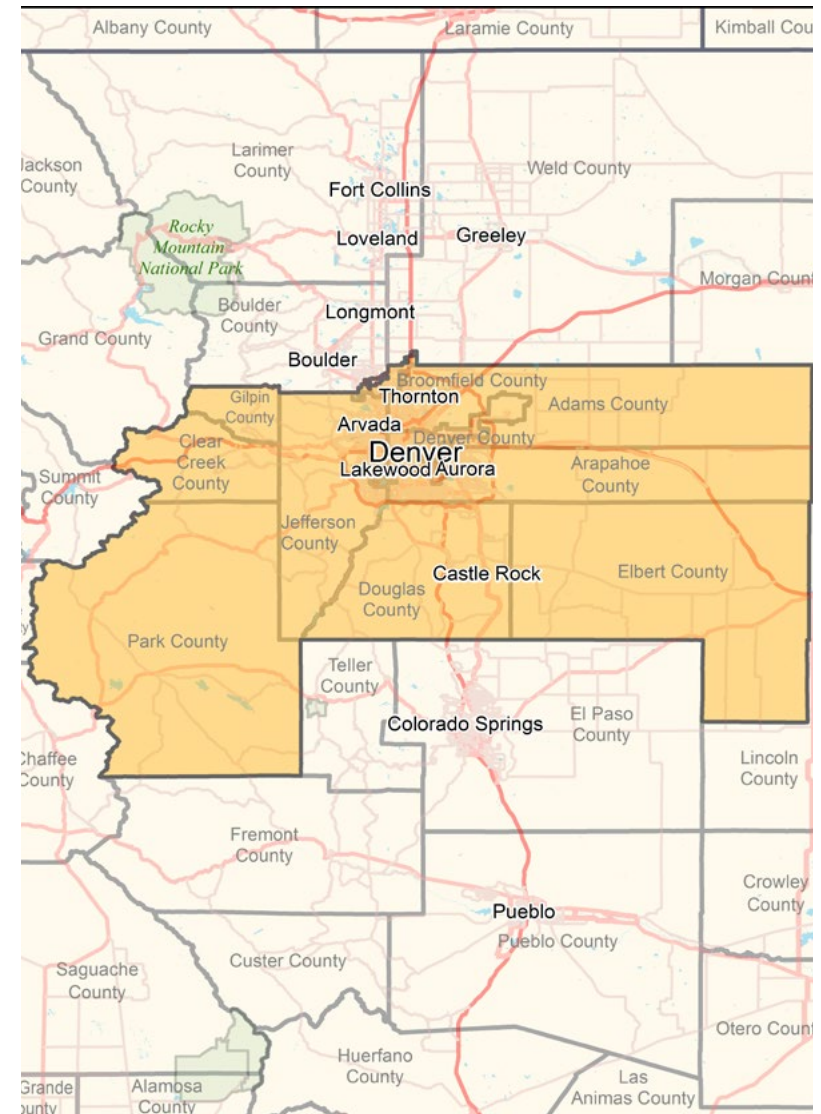 Albany County
Laramie County
Kimball Cou
Jackson
County
Larimer
County
Weld County
Fort Collins
Rocky
Mountain
National Park
Loveland
Greeley
Morgan Count
Boulder
County
Longmont
Grand County
Boulder
Broomfield County
Gilpin
County
Thornton
Adams County
Arvada
Denver County
Clear
Creek
County
Denver
Lakewood
Aurora
Arapahoe
County
Summit
County
Jefferson
County
Castle Rock
Elbert County
Douglas
County
Park County
Teller
County
Colorado Springs
El Paso
County
Chaffee
County
Lincoln
County
Fremont
County
Crowley
County
Pueblo
Pueblo County
Custer County
Saguache
County
Otero Count
Huerfano
County
Las
Animas County
Grande
ounty
Alamosa
County